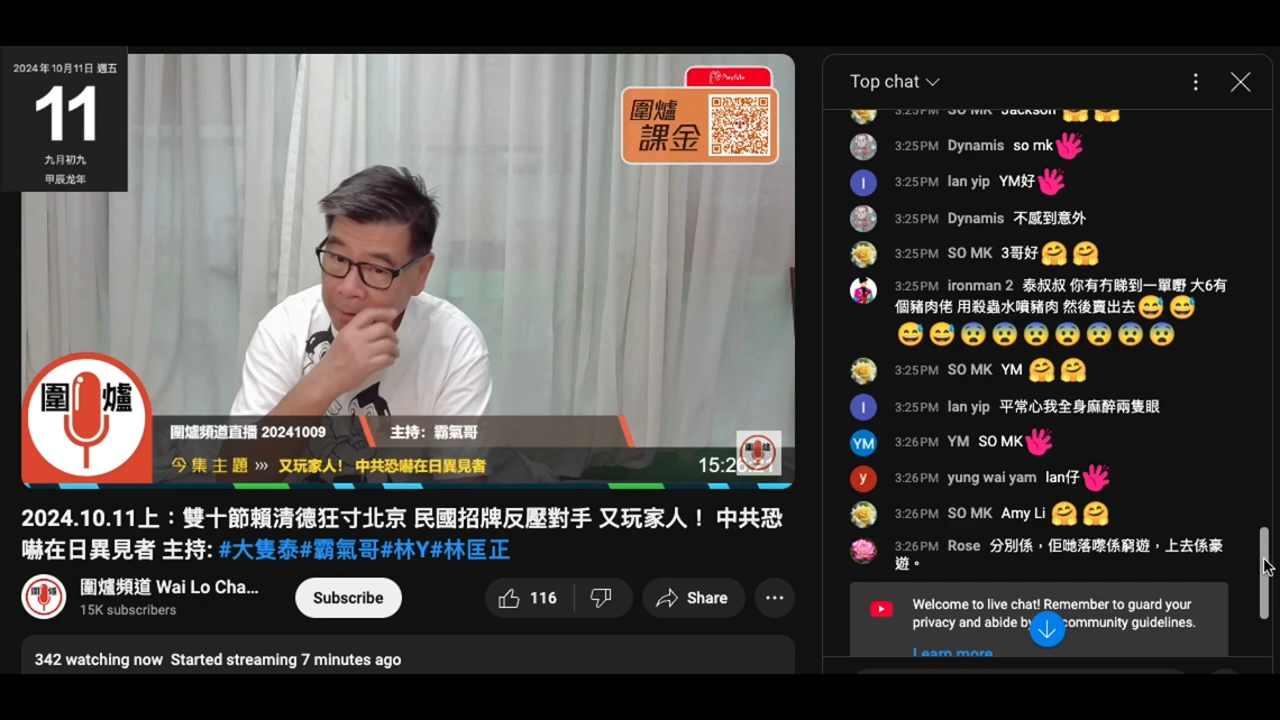 2024年10月11日 週五
11
九月初九
甲辰龙年
PayMe
圍爐
課金
圍爐
圍爐頻道直播 20241009
主持：霸氣哥
今集主題 ››› 又玩家人！ 中共恐嚇在日異見者
2024.10.11上：雙十節賴清德狂寸北京 民國招牌反壓對手 又玩家人！ 中共恐
嚇在日異見者 主持: #大隻泰#霸氣哥#林Y#林匡正
圍爐頻道 Wai Lo Cha...
15K subscribers
Subscribe
116
Share
342 watching now Started streaming 7 minutes ago
Top chat
3:25PM SO MK Jackson 🤗 🤗
3:25PM Dynamis so mk
3:25PM Ian yip YM好
3:25PM Dynamis 不感到意外
3:25PM SO MK 3哥好🤗 🤗
3:25PM ironman 2 泰叔叔 你有冇睇到一單嘢 大6有
個豬肉佬 用殺蟲水噴豬肉 然後賣出去😅 😅
😅 😅 😨 😨 😨 😨 😨 😨 😨
3:25PM SO MK YM 🤗 🤗
3:25PM Ian yip 平常心我全身麻醉兩隻眼
YM 3:26PM YM SO MK
y 3:26PM yung wai yam Ian仔
3:26PM SO MK Amy Li 🤗 🤗
3:26PM Rose 分別係，佢哋落嚟係窮遊，上去係豪
遊。
Welcome to live chat! Remember to guard your
privacy and abide by community guidelines.
Learn more